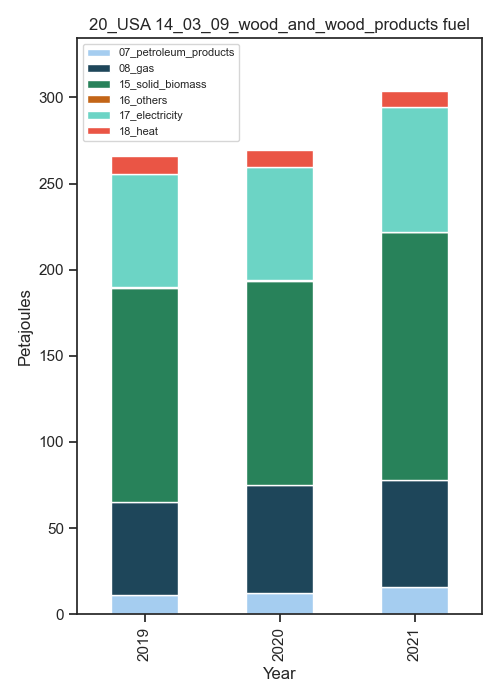 20_USA 14_03_09_wood_and_wood_products fuel
07_petroleum_products
08_gas
15_solid_biomass
16_others
17_electricity
18_heat
300
250
200
150
100
50
0
Petajoules
2019
2020
2021
Year